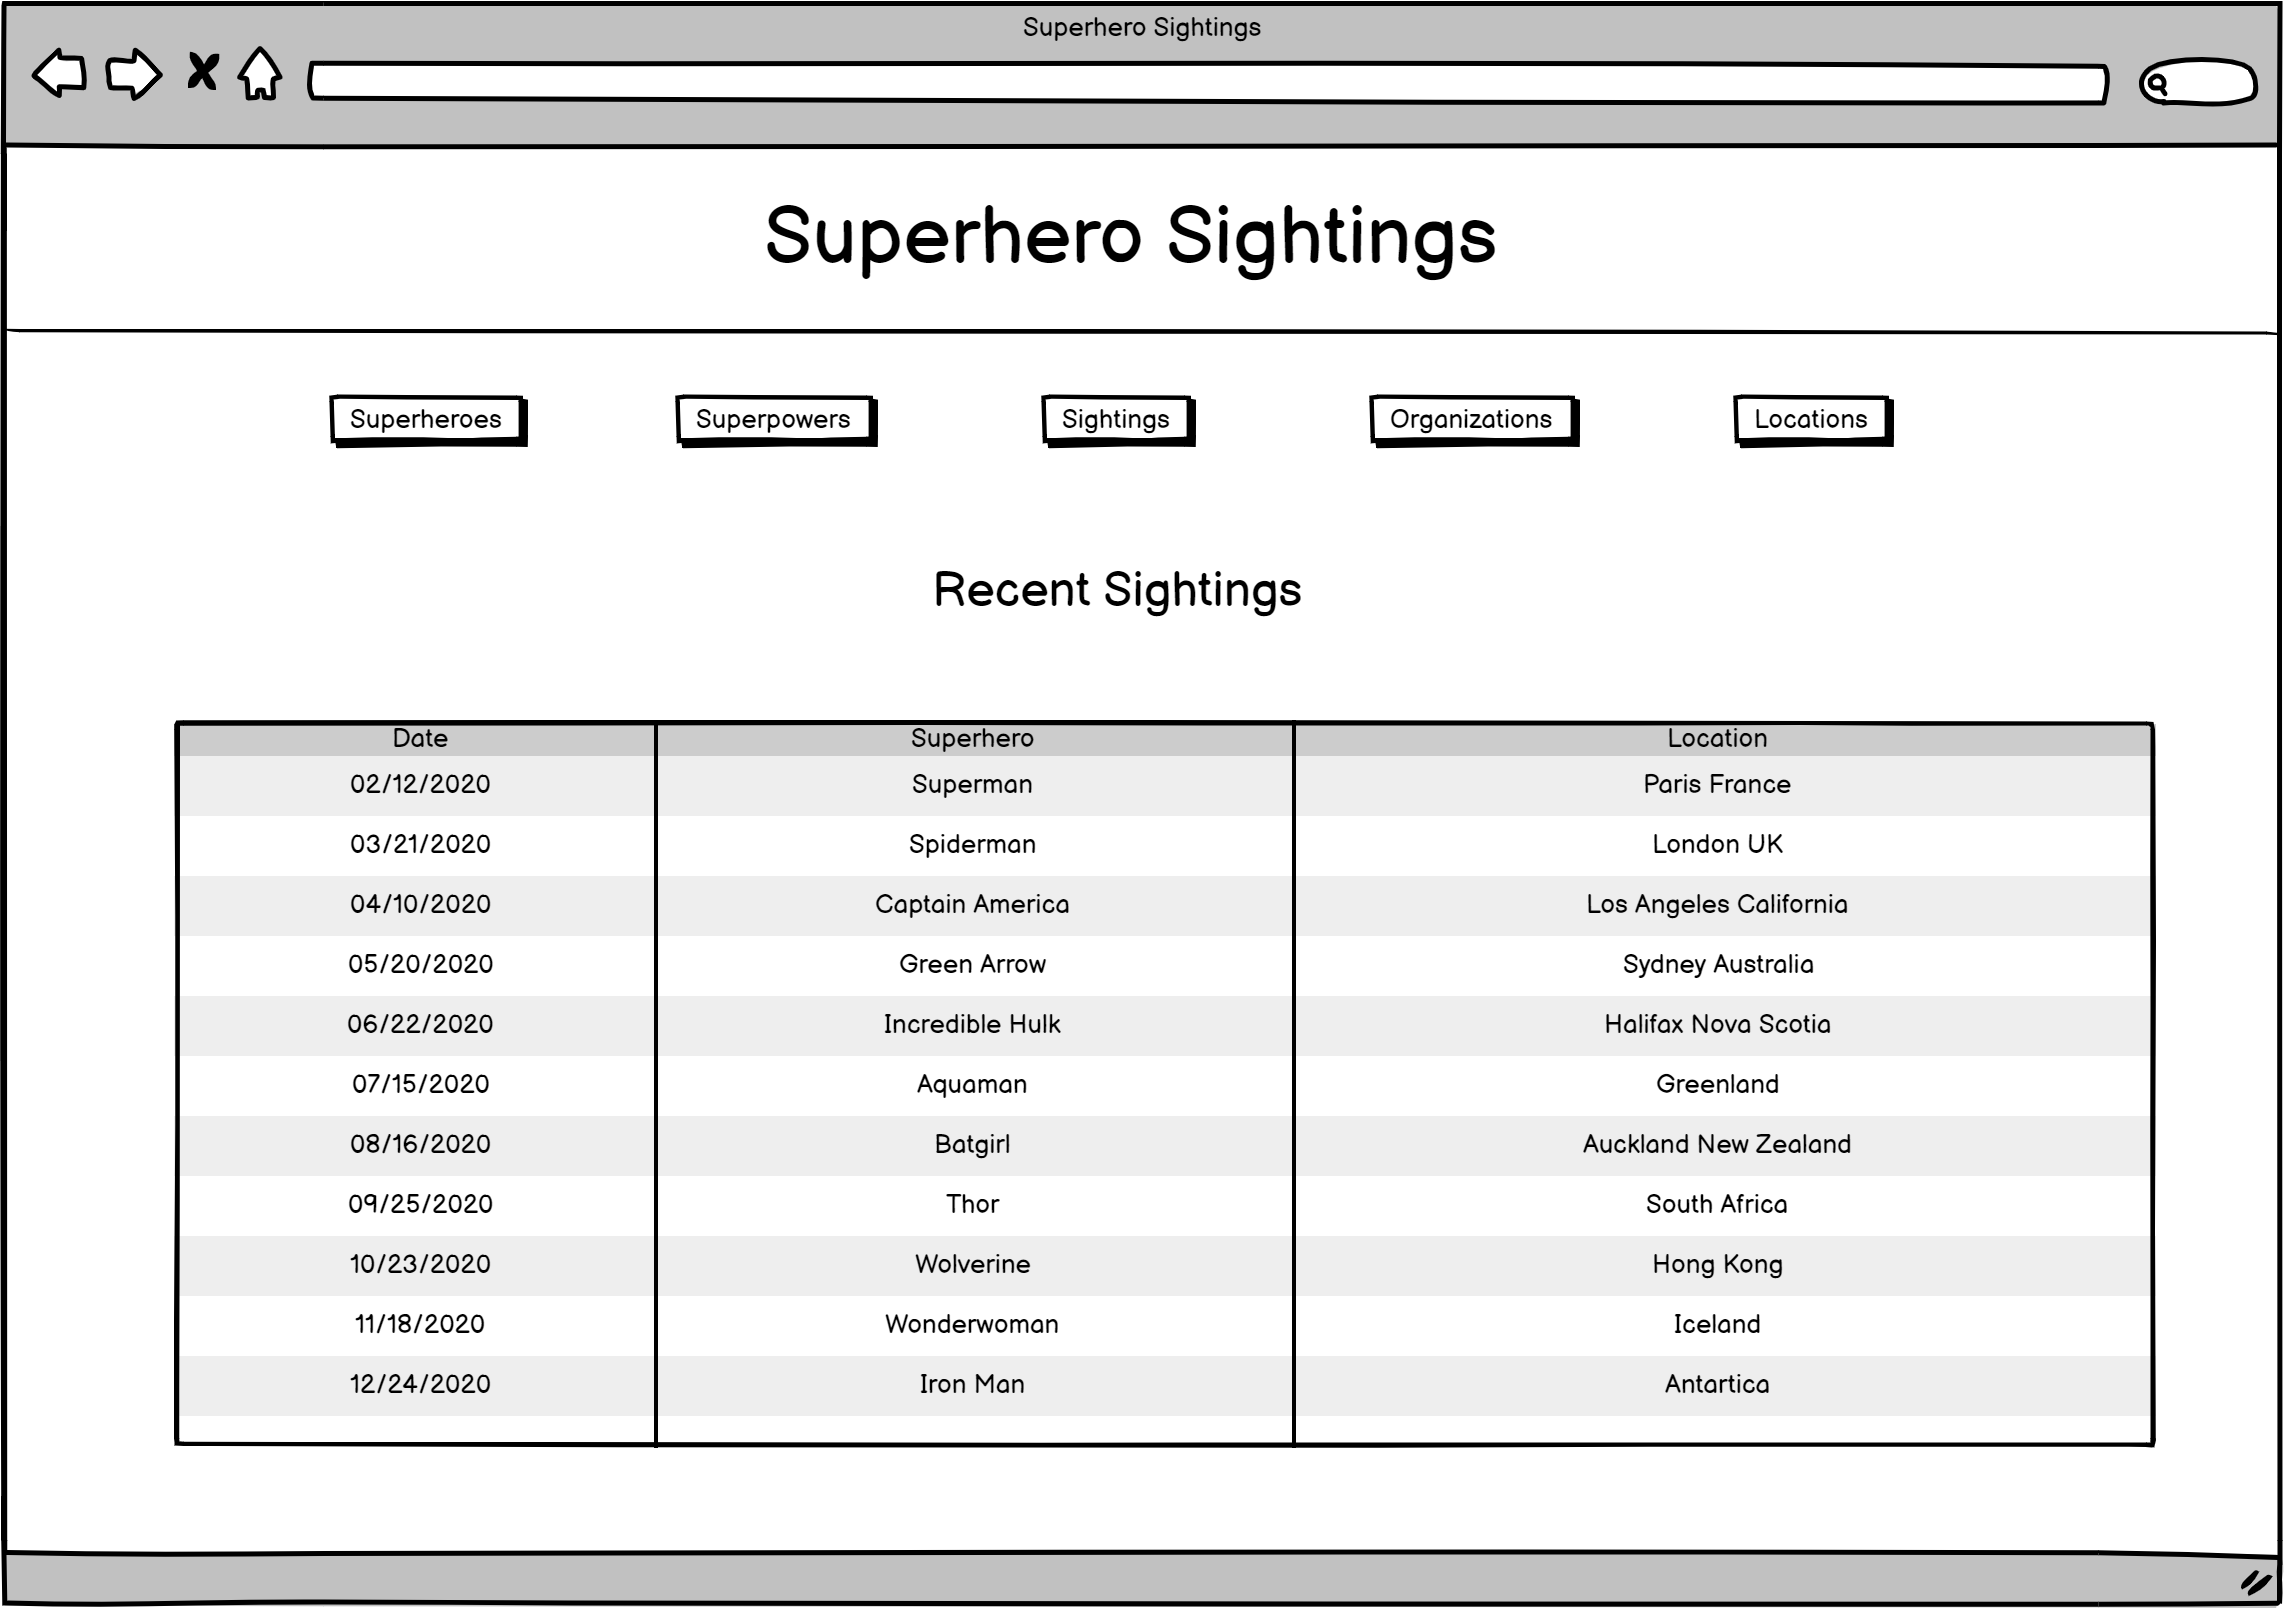 Superhero Sightings
Superhero Sightings
Superheroes Superpowers Sightings Organizations Locations
Recent Sightings
Date Superhero Location
02/12/2020 Superman Paris France
03/21/2020 Spiderman London UK
04/10/2020 Captain America Los Angeles California
05/20/2020 Green Arrow Sydney Australia
06/22/2020 Incredible Hulk Halifax Nova Scotia
07/15/2020 Aquaman Greenland
08/16/2020 Batgirl Auckland New Zealand
09/25/2020 Thor South Africa
10/23/2020 Wolverine Hong Kong
11/18/2020 Wonderwoman Iceland
12/24/2020 Iron Man Antartica